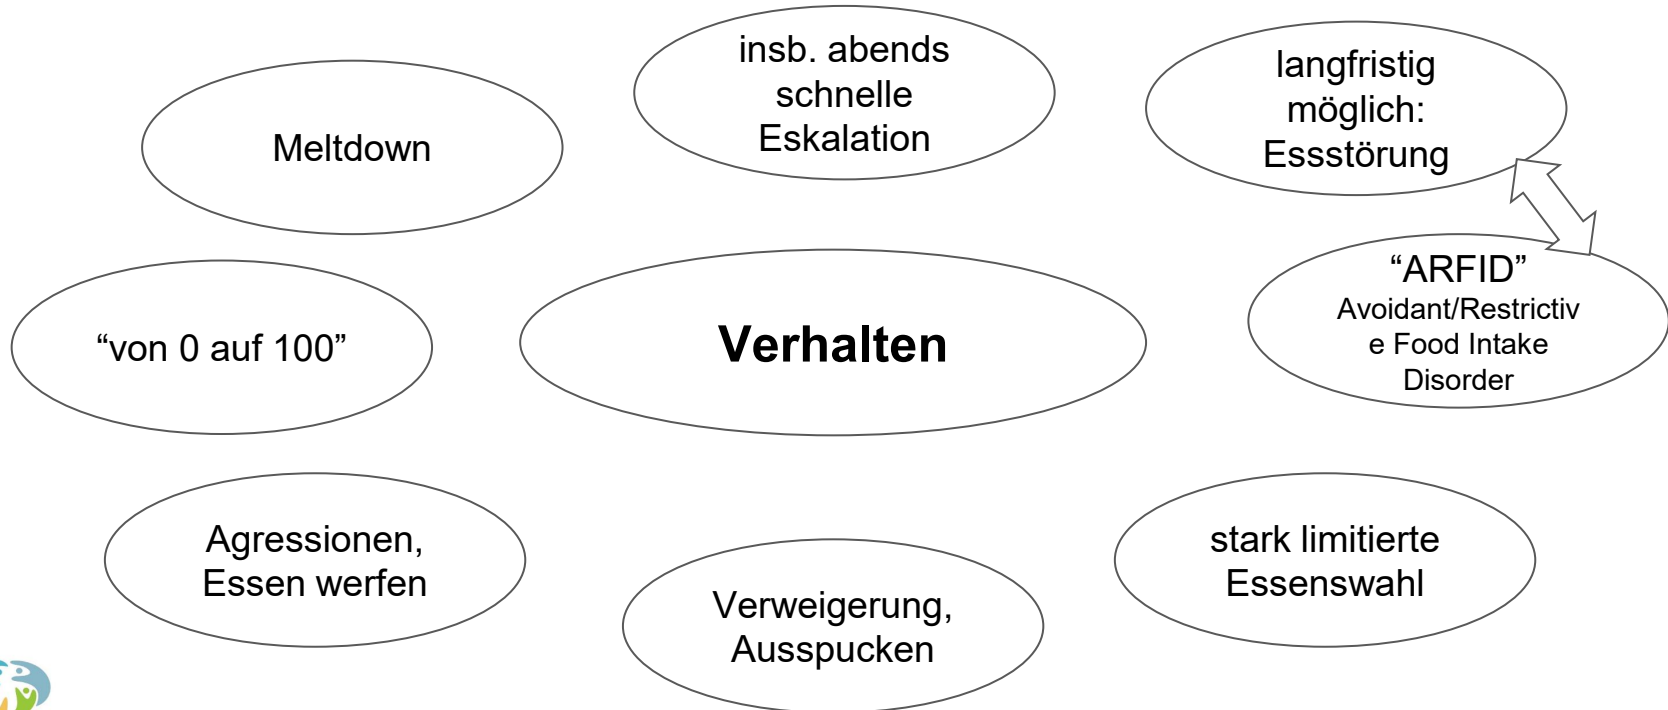 insb. abends
schnelle
Eskalation
langfristig
möglich:
Essstörung
Meltdown
“ARFID”
Avoidant/Restrictiv
e Food Intake
Disorder
“von 0 auf 100”
Verhalten
Agressionen,
Essen werfen
stark limitierte
Essenswahl
Verweigerung,
Ausspucken